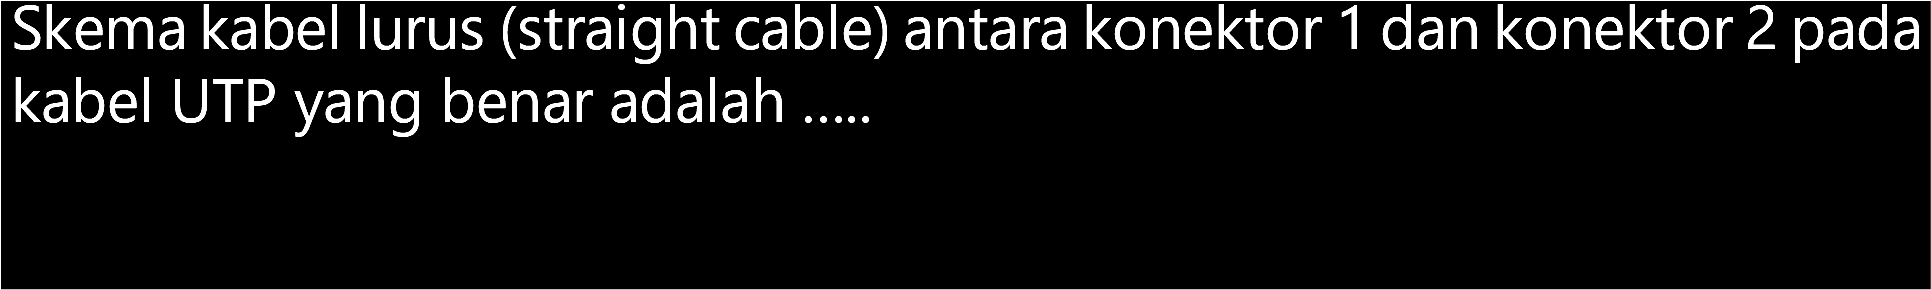 Skema kabel lurus (straight cable) antara konektor 1 dan konektor 2 pada
kabel UTP yang benar adalah .....